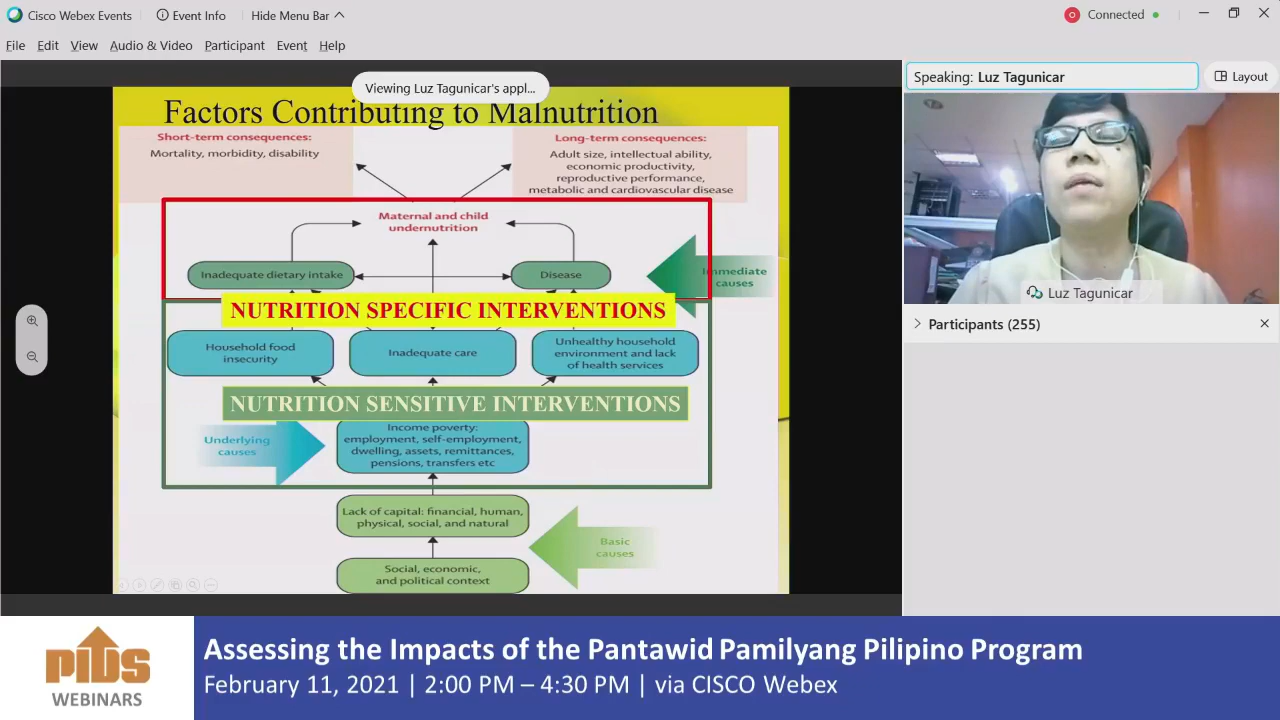 Cisco Webex Events
Event Info
Hide Menu Bar
Connected
File Edit View Audio & Video Participant Event Help
Viewing Luz Tagunicar's appl...
Speaking: Luz Tagunicar
Layout
Factors Contributing to Malnutrition
Short-term consequences:
Mortality, morbidity, disability
Long-term consequences:
Adult size, intellectual ability,
economic productivity,
reproductive performance,
metabolic and cardiovascular disease
Maternal and child
undernutrition
Inadequate dietary intake
Disease
Immediate
causes
NUTRITION SPECIFIC INTERVENTIONS
Household food
insecurity
Inadequate care
Unhealthy household
environment and lack
of health services
NUTRITION SENSITIVE INTERVENTIONS
Underlying
causes
Income poverty:
employment, self-employment,
dwelling, assets, remittances,
pensions, transfers etc
Lack of capital: financial, human,
physical, social, and natural
Basic
causes
Social, economic,
and political context
Luz Tagunicar
Participants (255)
PIDS
WEBINARS
Assessing the Impacts of the Pantawid Pamilyang Pilipino Program
February 11, 2021 | 2:00 PM – 4:30 PM | via CISCO Webex